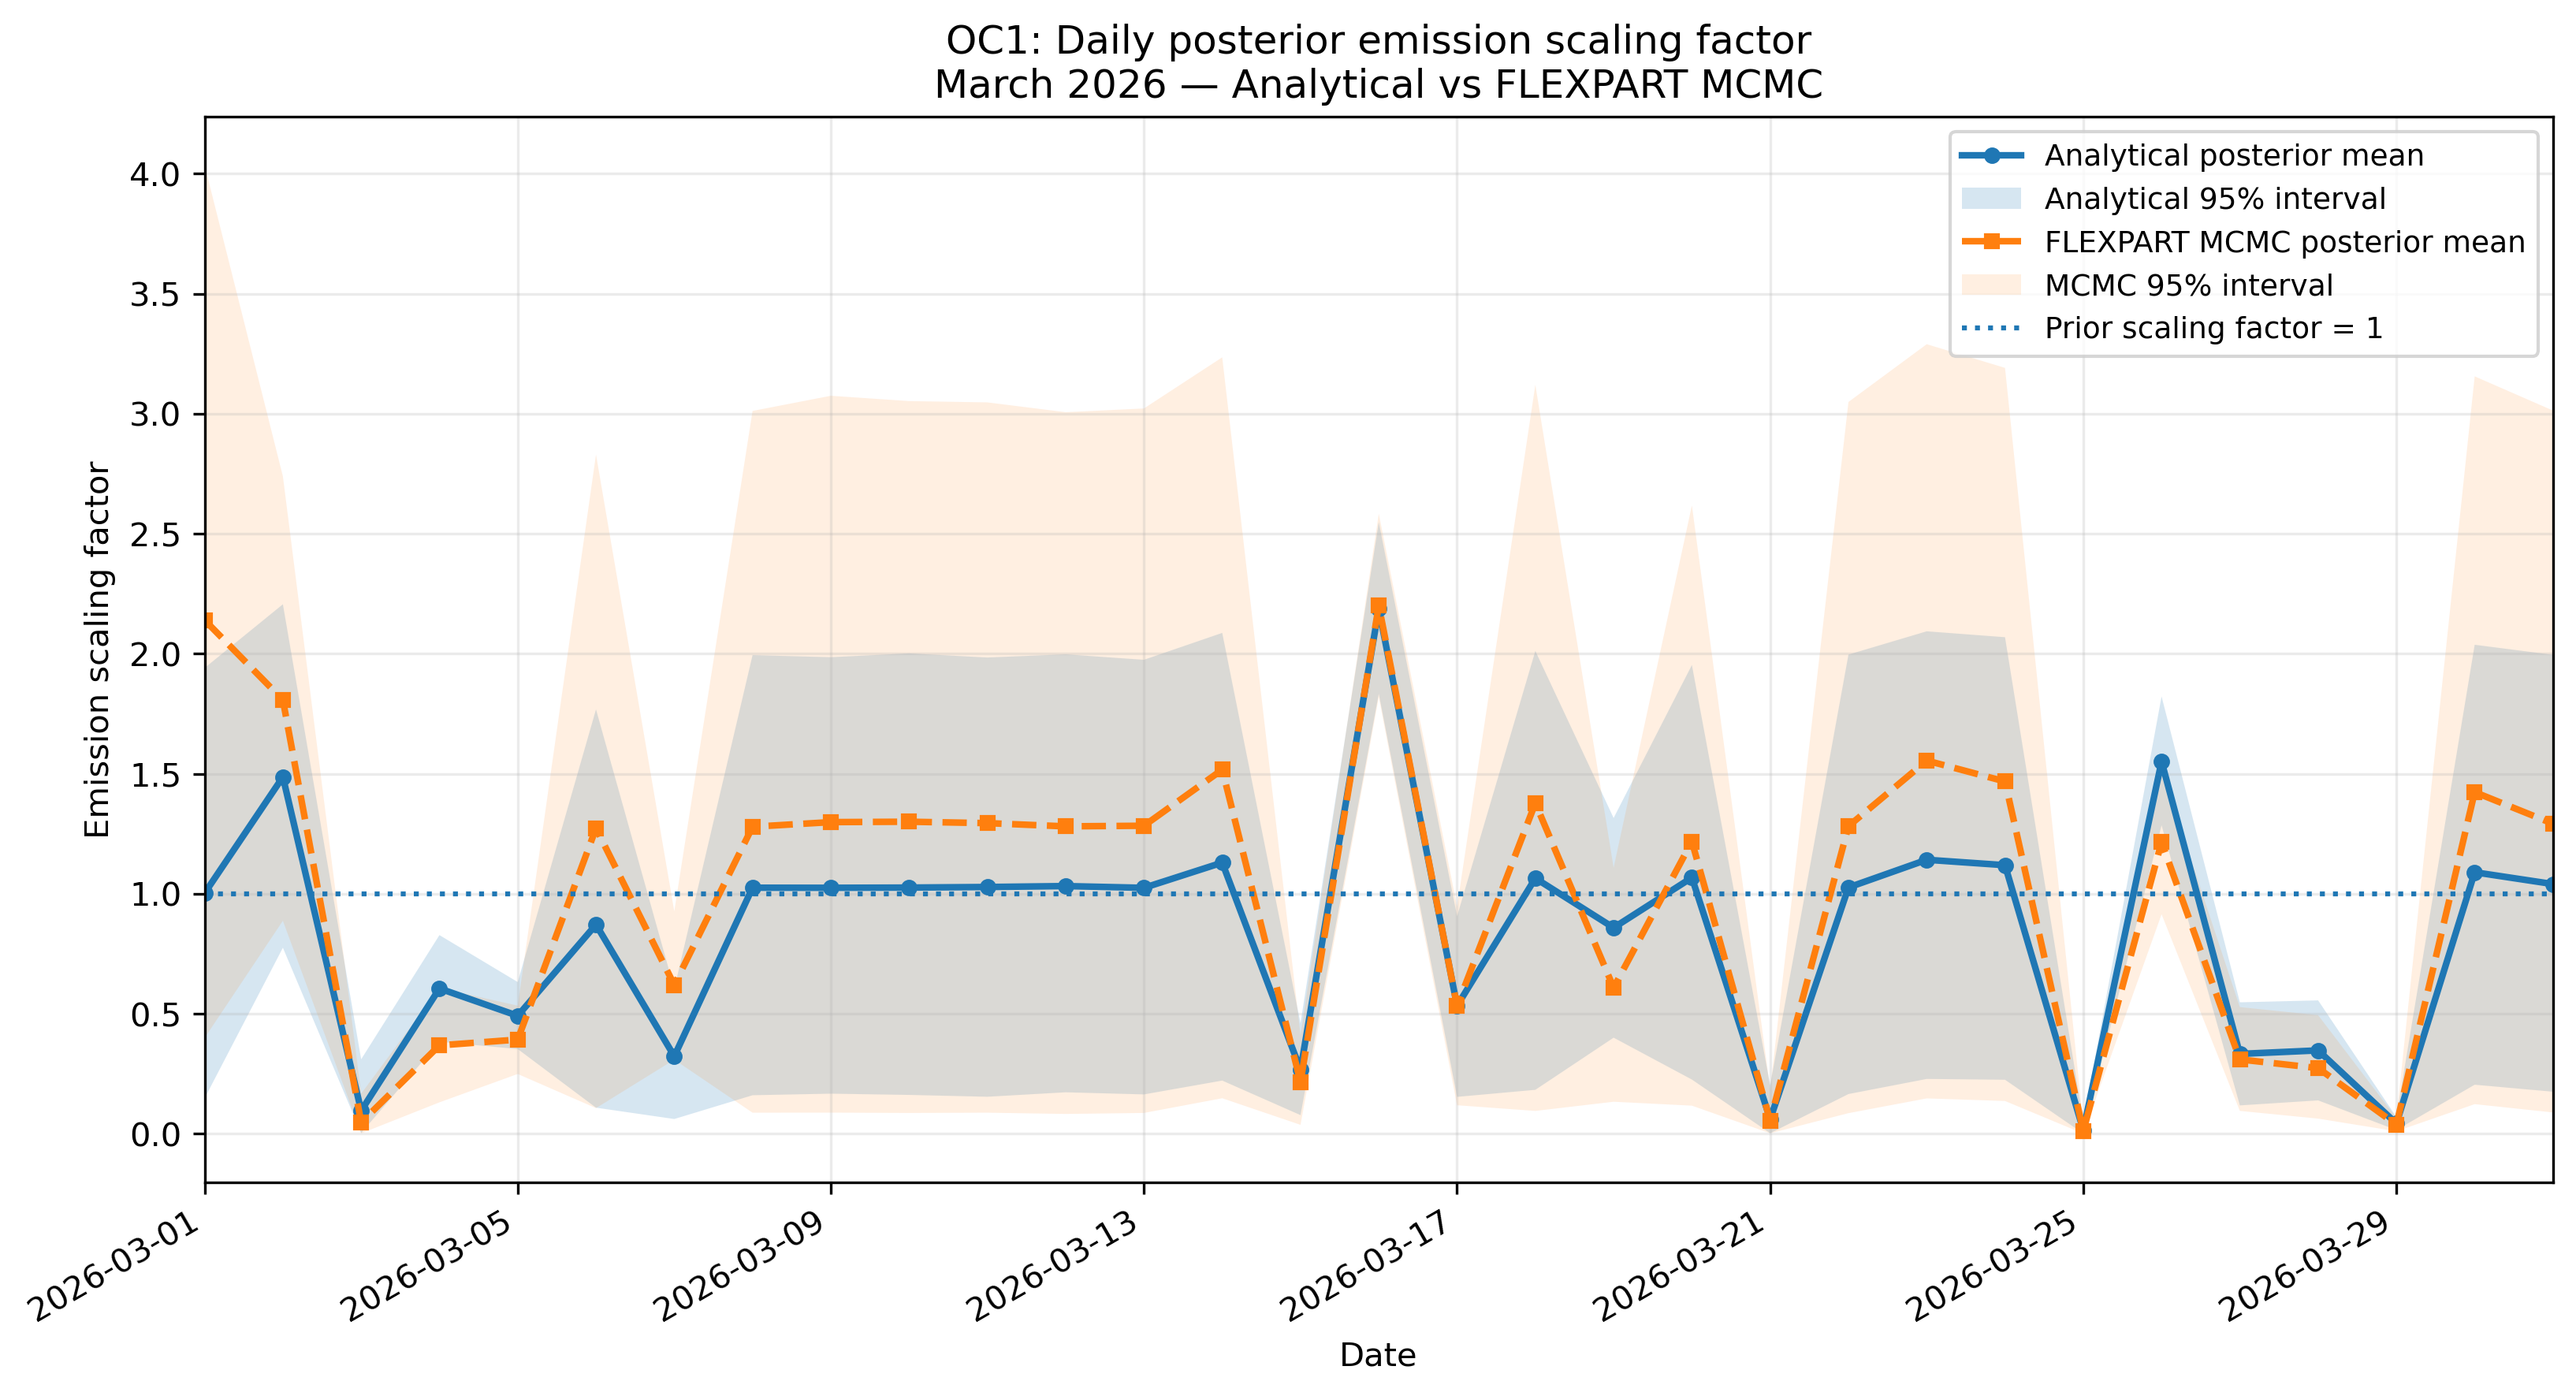 OC1: Daily posterior emission scaling factor
March 2026 — Analytical vs FLEXPART MCMC
Analytical posterior mean
Analytical 95% interval
FLEXPART MCMC posterior mean
MCMC 95% interval
Prior scaling factor = 1
Emission scaling factor
4.0
3.5
3.0
2.5
2.0
1.5
1.0
0.5
0.0
2026-03-01
2026-03-05
2026-03-09
2026-03-13
2026-03-17
2026-03-21
2026-03-25
2026-03-29
Date